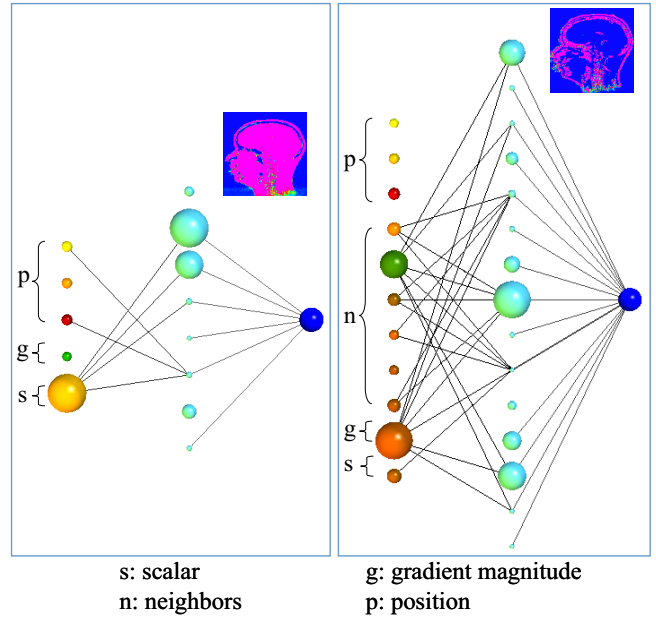 p
g
s
p
n
g
s
s: scalar
g: gradient magnitude
n: neighbors
p: position